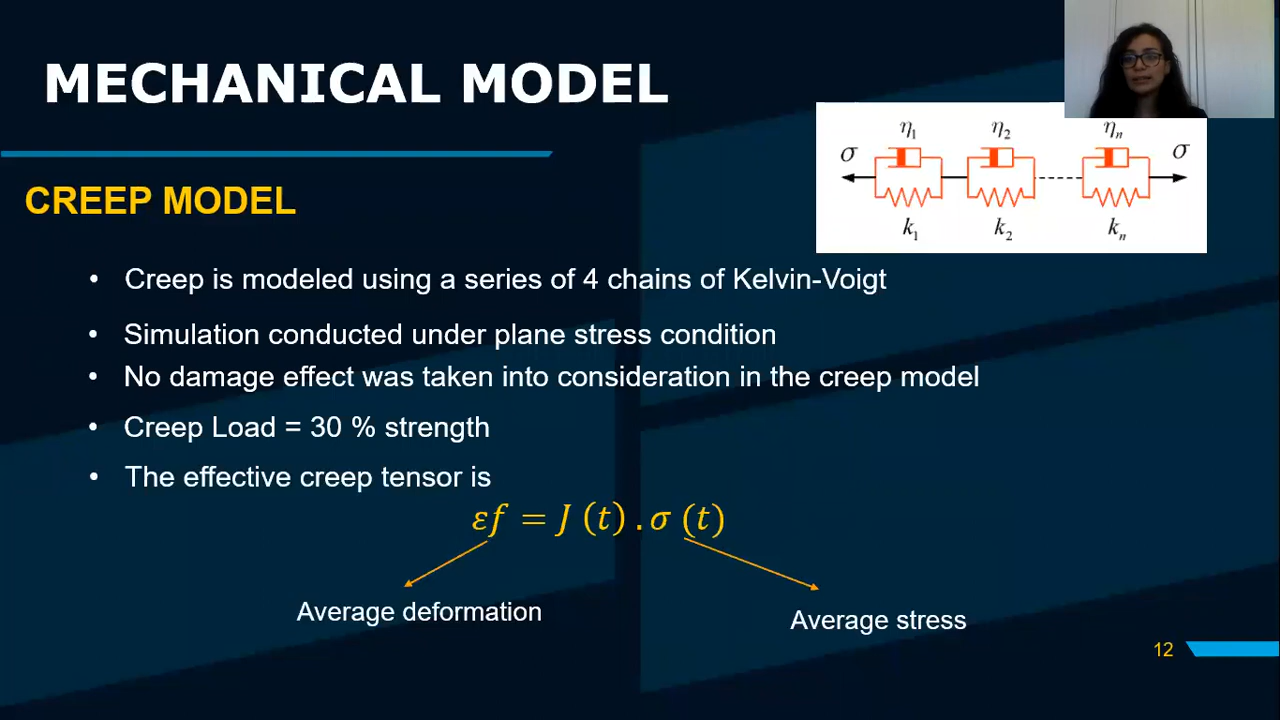 MECHANICAL MODEL
η1 η2 ηn
σ σ
k1 k2 kn
CREEP MODEL
• Creep is modeled using a series of 4 chains of Kelvin-Voigt
• Simulation conducted under plane stress condition
• No damage effect was taken into consideration in the creep model
• Creep Load = 30 % strength
• The effective creep tensor is
εf = J (t) . σ (t)
Average deformation
Average stress
12